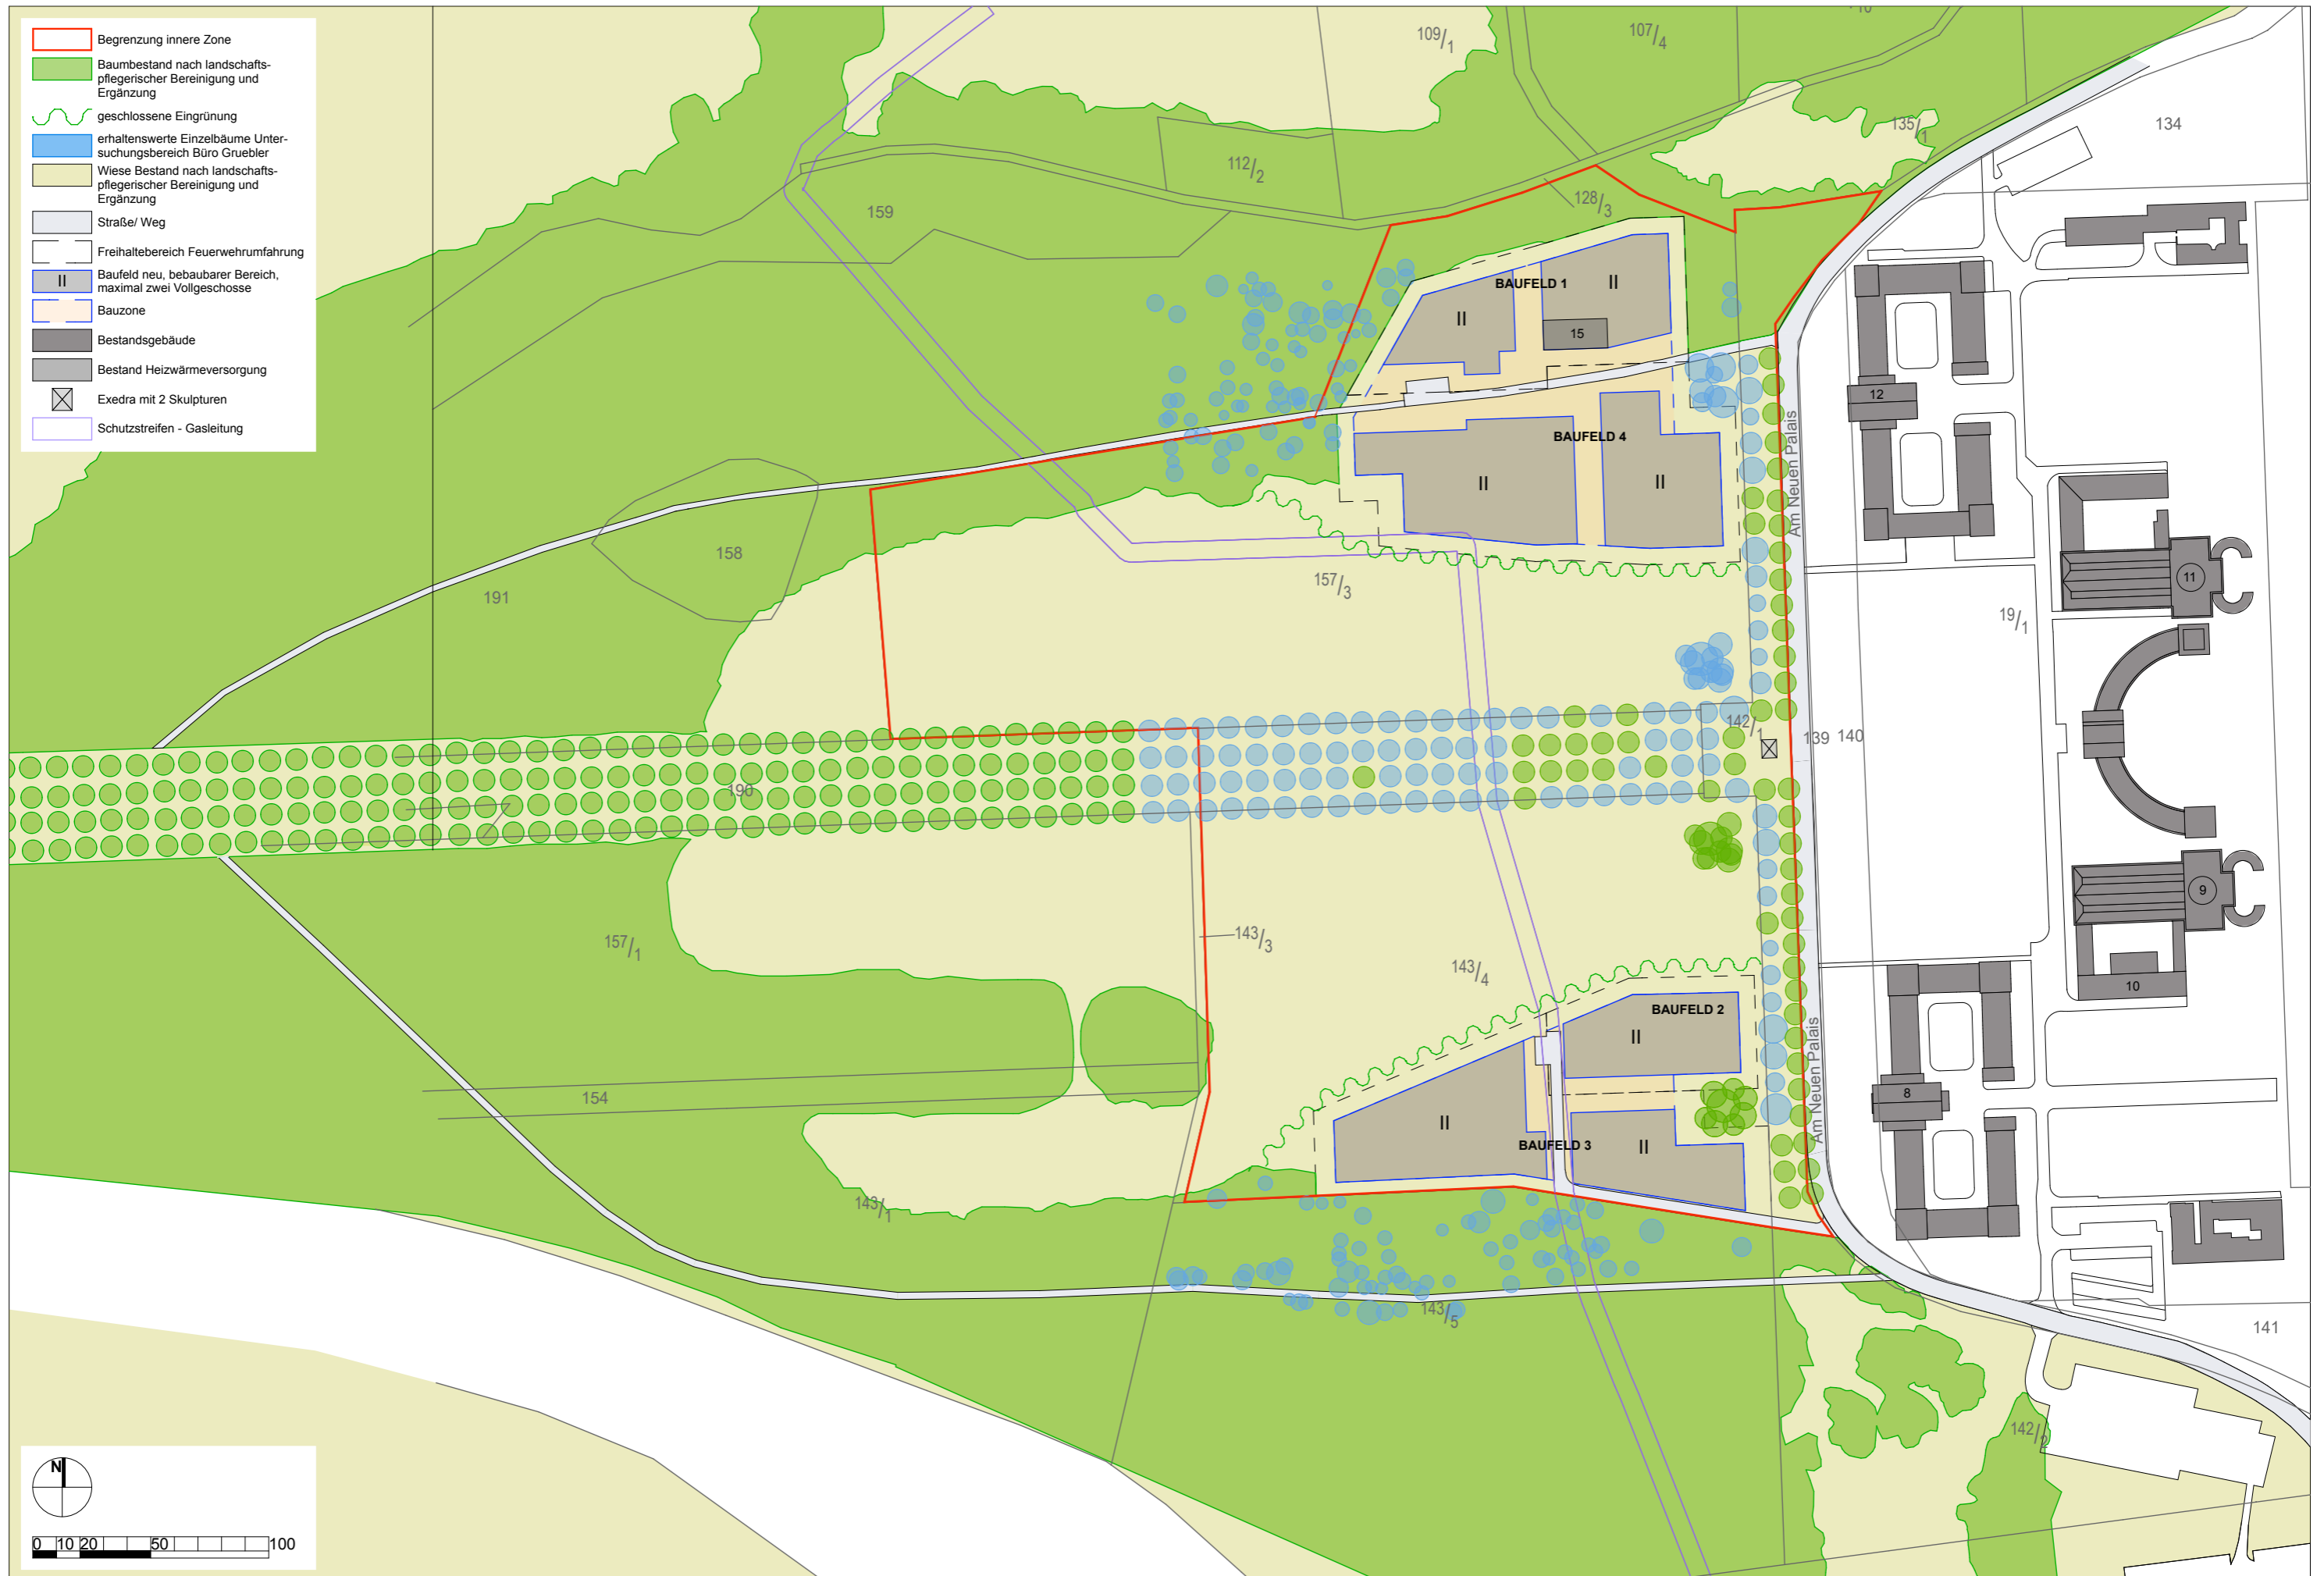 Begrenzung innere Zone
Baumbestand nach landschafts-
pflegerischer Bereinigung und
Ergänzung
geschlossene Eingrünung
erhaltenswerte Einzelbäume Unter-
suchungsbereich Büro Gruebler
Wiese Bestand nach landschafts-
pflegerischer Bereinigung und
Ergänzung
Straße/ Weg
Freihaltebereich Feuerwehrumfahrung
II
Baufeld neu, bebaubarer Bereich,
maximal zwei Vollgeschosse
Bauzone
Bestandsgebäude
Bestand Heizwärmeversorgung
Exedra mit 2 Skulpturen
Schutzstreifen - Gasleitung
109/1
107/4
135/1
134
112/2
128/3
159
BAUFELD 1
II
II
15
12
Am Neuen Palais
BAUFELD 4
II
II
158
191
157/3
11
19/1
142/1
139
140
190
9
157/1
143/3
143/4
10
BAUFELD 2
II
Am Neuen Palais
154
8
II
BAUFELD 3
II
143/1
143/5
141
142/2
N
0 10 20 50 100